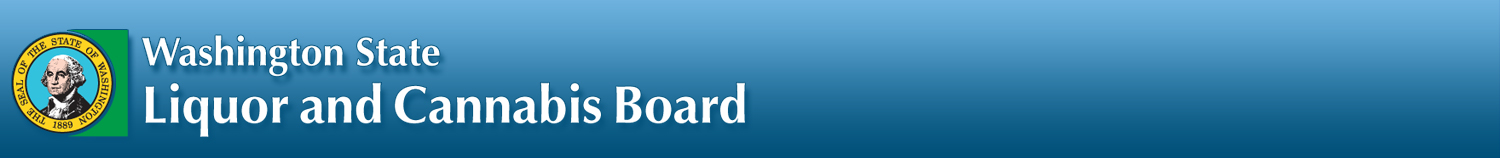 THE SEAL OF THE STATE OF WASHINGTON
1889
Washington State
Liquor and Cannabis Board